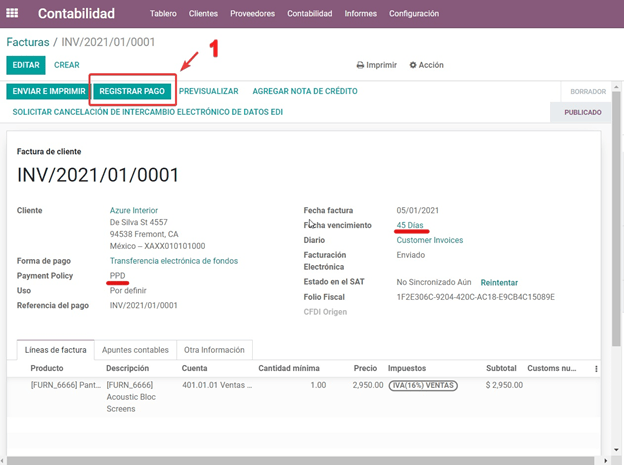 Contabilidad Tablero Clientes Proveedores Contabilidad Informes Configuración
Facturas / INV/2021/01/0001
1
EDITAR CREAR Imprimir Acción
ENVIAR E IMPRIMIR REGISTRAR PAGO PREVISUALIZAR AGREGAR NOTA DE CRÉDITO BORRADOR
SOLICITAR CANCELACIÓN DE INTERCAMBIO ELECTRÓNICO DE DATOS EDI PUBLICADO
Factura de cliente
INV/2021/01/0001
Cliente Azure Interior
De Silva St 4557
94538 Fremont, CA
México – XAXX010101000
Forma de pago Transferencia electrónica de fondos
Payment Policy PPD
Uso Por definir
Referencia del pago INV/2021/01/0001
Fecha factura 05/01/2021
Fecha vencimiento 45 Días
Diario Customer Invoices
Facturación Enviado
Electrónica
Estado en el SAT No Sincronizado Aún Reintentar
Folio Fiscal 1F2E306C-9204-420C-AC18-E9CB4C15089E
CFDI Origen
Líneas de factura Apuntes contables Otra Información
Producto Descripción Cuenta Cantidad mínima Precio Impuestos Subtotal Customs nu...
[FURN_6666] Pant... [FURN_6666] 401.01.01 Ventas ... 1.00 2,950.00 IVA(16%) VENTAS $ 2,950.00
Acoustic Bloc
Screens